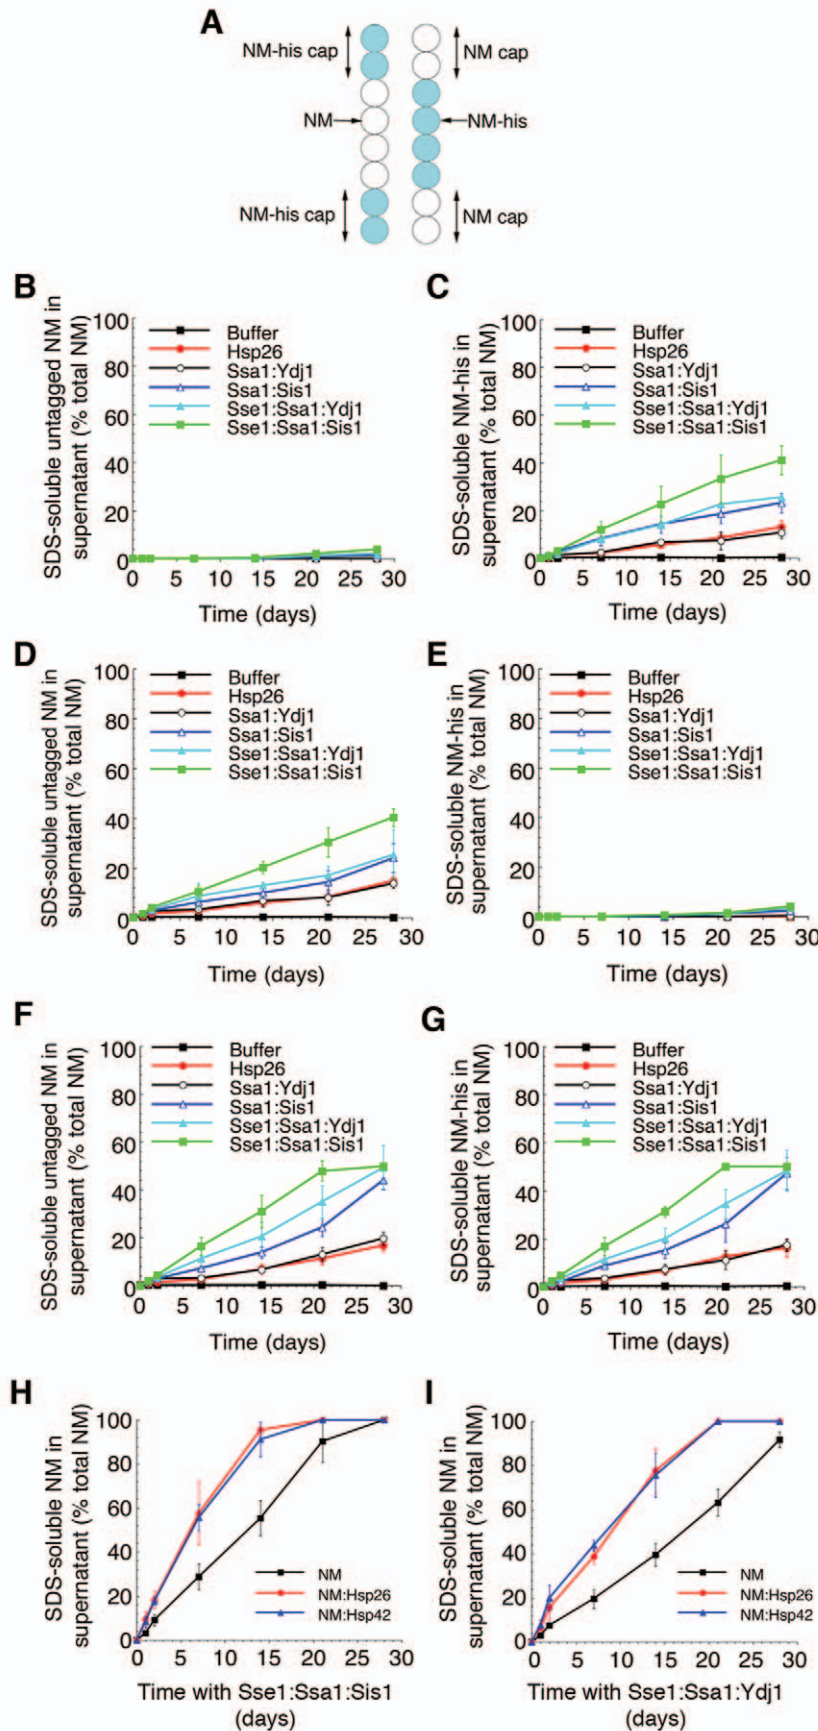 A
NM-his cap
NM cap
NM
NM-his
NM-his cap
NM cap
B
SDS-soluble untagged NM in
supernatant (% total NM)
100
80
60
40
20
0
Buffer
Hsp26
Ssa1:Ydj1
Ssa1:Sis1
Sse1:Ssa1:Ydj1
Sse1:Ssa1:Sis1
0 5 10 15 20 25 30
Time (days)
C
SDS-soluble NM-his in
supernatant (% total NM)
100
80
60
40
20
0
Buffer
Hsp26
Ssa1:Ydj1
Ssa1:Sis1
Sse1:Ssa1:Ydj1
Sse1:Ssa1:Sis1
0 5 10 15 20 25 30
Time (days)
D
SDS-soluble untagged NM in
supernatant (% total NM)
100
80
60
40
20
0
Buffer
Hsp26
Ssa1:Ydj1
Ssa1:Sis1
Sse1:Ssa1:Ydj1
Sse1:Ssa1:Sis1
0 5 10 15 20 25 30
Time (days)
E
SDS-soluble NM-his in
supernatant (% total NM)
100
80
60
40
20
0
Buffer
Hsp26
Ssa1:Ydj1
Ssa1:Sis1
Sse1:Ssa1:Ydj1
Sse1:Ssa1:Sis1
0 5 10 15 20 25 30
Time (days)
F
SDS-soluble untagged NM in
supernatant (% total NM)
100
80
60
40
20
0
Buffer
Hsp26
Ssa1:Ydj1
Ssa1:Sis1
Sse1:Ssa1:Ydj1
Sse1:Ssa1:Sis1
0 5 10 15 20 25 30
Time (days)
G
SDS-soluble NM-his in
supernatant (% total NM)
100
80
60
40
20
0
Buffer
Hsp26
Ssa1:Ydj1
Ssa1:Sis1
Sse1:Ssa1:Ydj1
Sse1:Ssa1:Sis1
0 5 10 15 20 25 30
Time (days)
H
SDS-soluble NM in
supernatant (% total NM)
100
80
60
40
20
0
NM
NM:Hsp26
NM:Hsp42
0 5 10 15 20 25 30
Time with Sse1:Ssa1:Sis1
(days)
I
SDS-soluble NM in
supernatant (% total NM)
100
80
60
40
20
0
NM
NM:Hsp26
NM:Hsp42
0 5 10 15 20 25 30
Time with Sse1:Ssa1:Ydj1
(days)